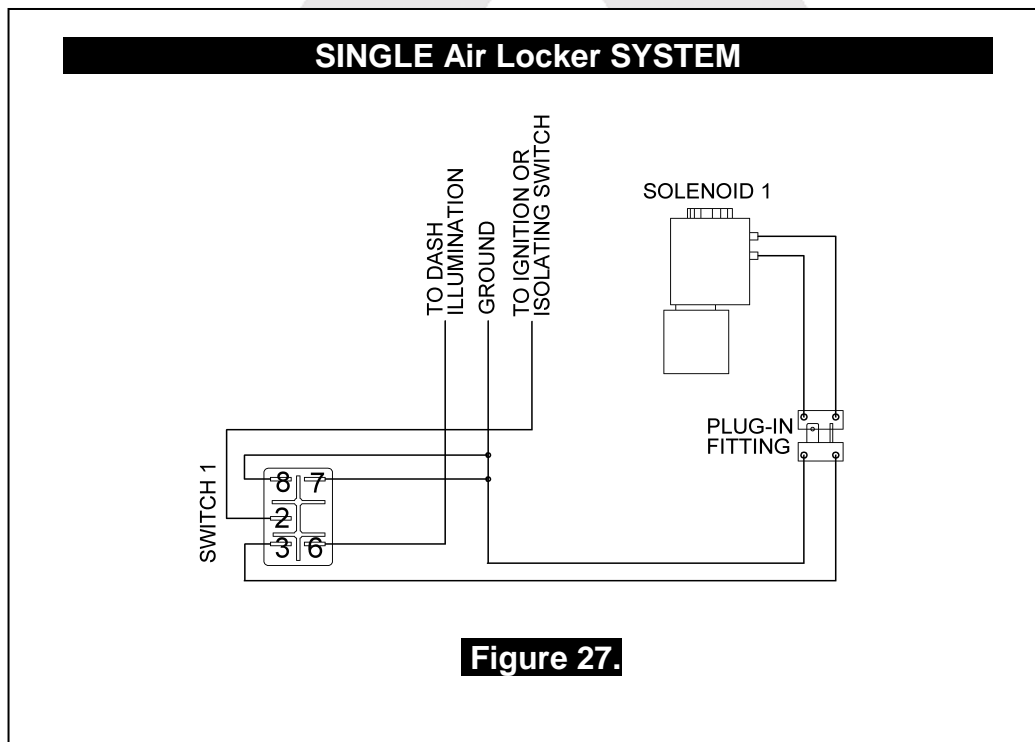 SINGLE Air Locker SYSTEM
TO DASH
ILLUMINATION
GROUND
TO IGNITION OR
ISOLATING SWITCH
SOLENOID 1
PLUG-IN
FITTING
SWITCH 1
8 7
2
3 6
Figure 27.